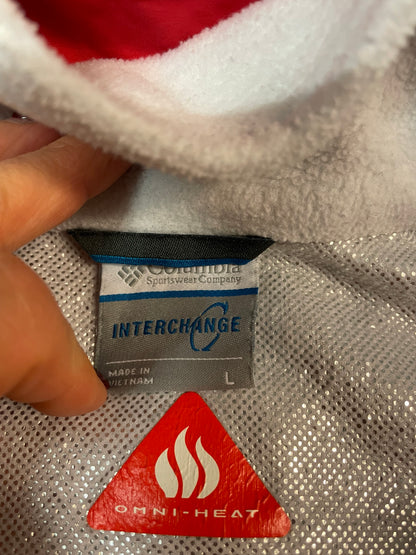 Columbia
Sportswear Company
INTERCHANGE
MADE IN
VIETNAM
L
OMNI-HEAT